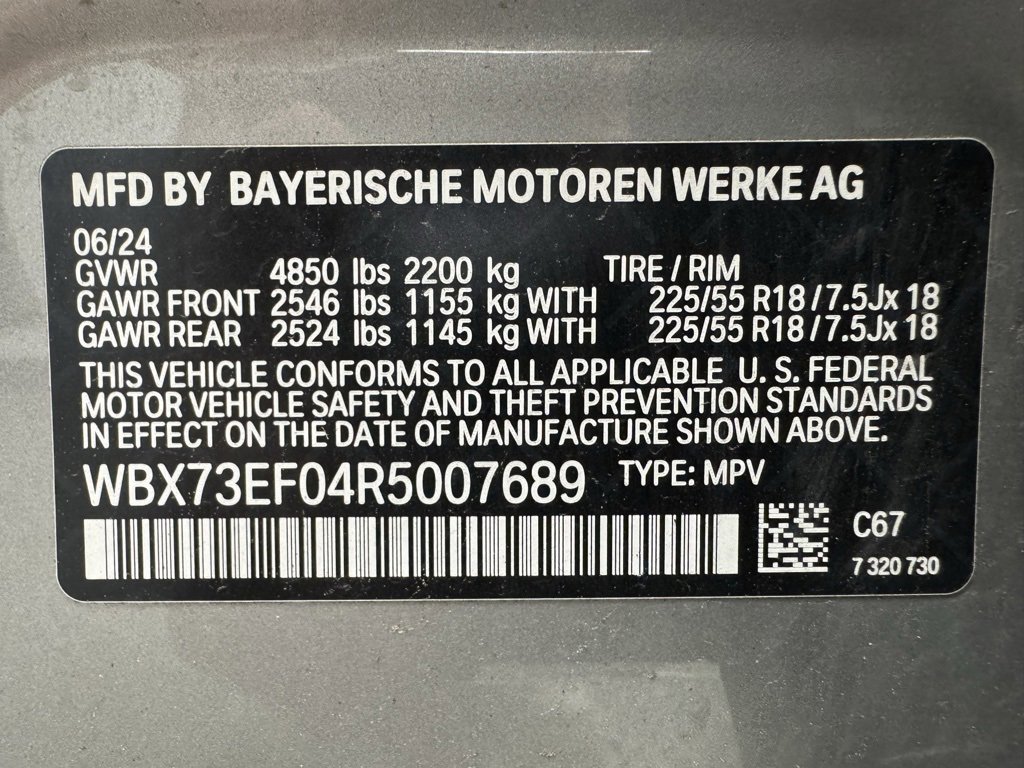 MFD BY BAYERISCHE MOTOREN WERKE AG
06/24
GVWR 4850 lbs 2200 kg TIRE / RIM
GAWR FRONT 2546 lbs 1155 kg WITH 225/55 R18 / 7.5Jx 18
GAWR REAR 2524 lbs 1145 kg WITH 225/55 R18 / 7.5Jx 18
THIS VEHICLE CONFORMS TO ALL APPLICABLE U. S. FEDERAL
MOTOR VEHICLE SAFETY AND THEFT PREVENTION STANDARDS
IN EFFECT ON THE DATE OF MANUFACTURE SHOWN ABOVE.
WBX73EF04R5007689 TYPE: MPV
C67
7 320 730